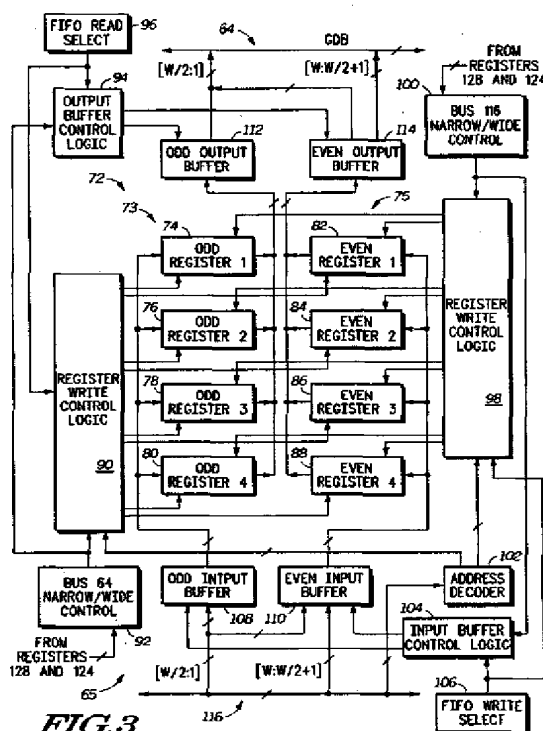 FIFO READ
SELECT
96
64
GDB
94
[W/2:1]
[W:W/2+1]
FROM
REGISTERS
128 AND 124
OUTPUT
BUFFER
CONTROL
LOGIC
100
BUS 116
NARROW/WIDE
CONTROL
112
ODD OUTPUT
BUFFER
114
EVEN OUTPUT
BUFFER
72
73
75
74
ODD
REGISTER 1
82
EVEN
REGISTER 1
76
ODD
REGISTER 2
84
EVEN
REGISTER 2
78
ODD
REGISTER 3
86
EVEN
REGISTER 3
80
ODD
REGISTER 4
88
EVEN
REGISTER 4
REGISTER
WRITE
CONTROL
LOGIC
90
REGISTER
WRITE
CONTROL
LOGIC
98
BUS 64
NARROW/WIDE
CONTROL
92
ODD INTPUT
BUFFER
108
EVEN INPUT
BUFFER
110
102
ADDRESS
DECODER
104
INPUT BUFFER
CONTROL LOGIC
FROM
REGISTERS
128 AND 124
65
[W/2:1]
[W:W/2+1]
116
106
FIFO WRITE
SELECT
FIG.3